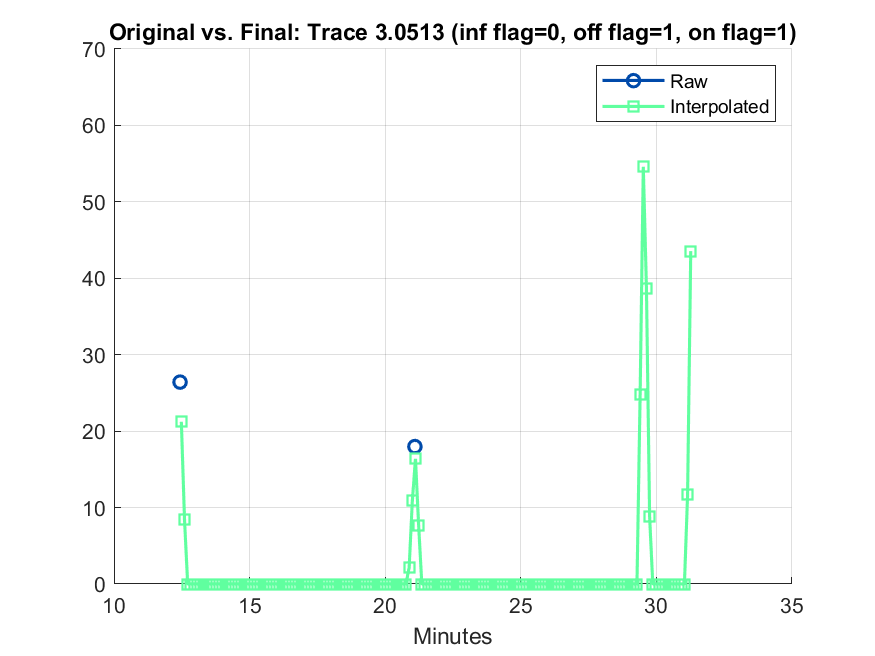 Original vs. Final: Trace 3.0513 (inf flag=0, off flag=1, on flag=1)
70
Raw
Interpolated
60
50
40
30
20
10
0
10 15 20 25 30 35
Minutes